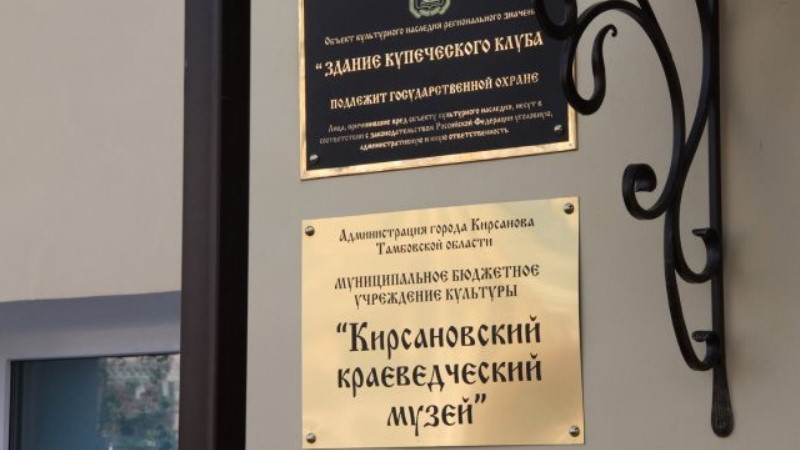 Объект культурного наследия регионального значения
"ЗДАНИЕ КУПЕЧЕСКОГО КЛУБА
ПОДЛЕЖИТ ГОСУДАРСТВЕННОЙ ОХРАНЕ
Лица, причинившие вред объекту культурного наследия, несут в
соответствии с законодательством Российской Федерации уголовную,
административную и иную ответственность
Администрация города Кирсанова
Тамбовской области
МУНИЦИПАЛЬНОЕ БЮДЖЕТНОЕ
УЧРЕЖДЕНИЕ КУЛЬТУРЫ
"Кирсановский
краеведческий
музей"